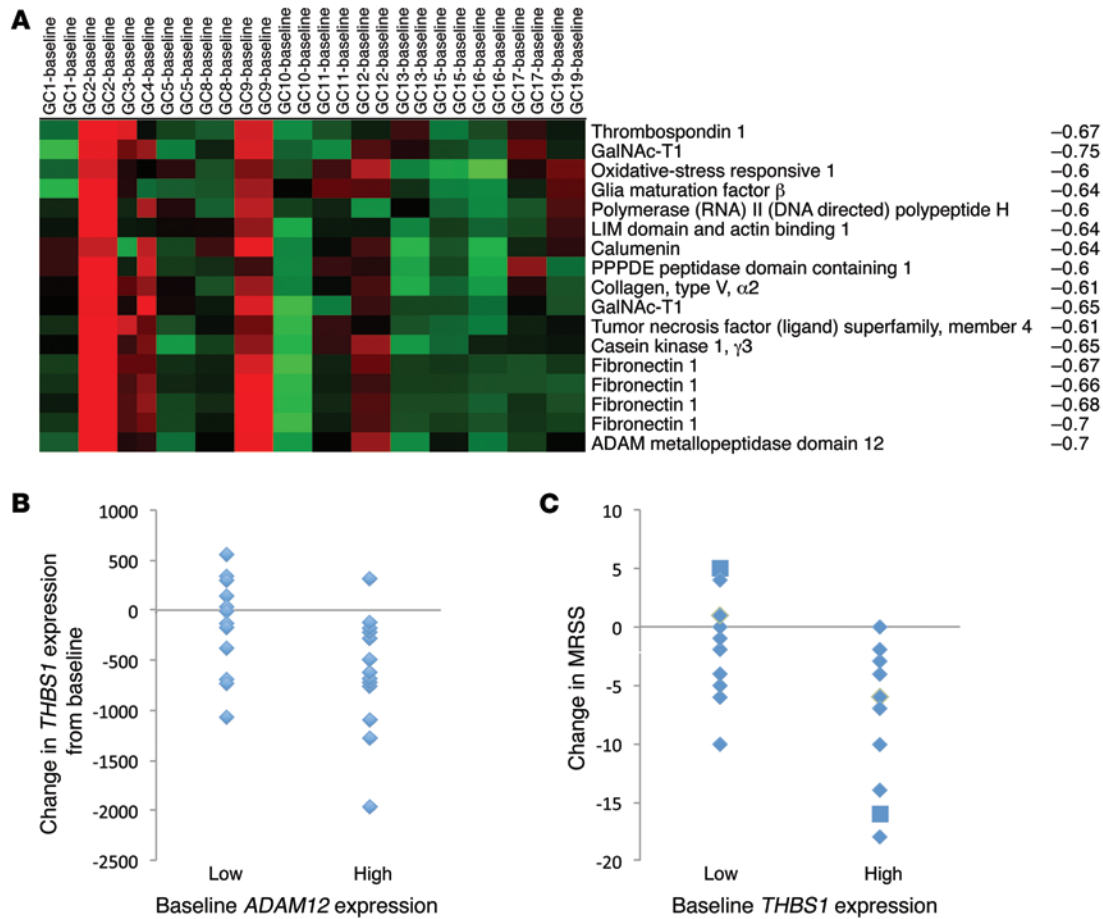 A
GC1-baseline
GC1-baseline
GC2-baseline
GC2-baseline
GC3-baseline
GC4-baseline
GC5-baseline
GC5-baseline
GC8-baseline
GC8-baseline
GC9-baseline
GC9-baseline
GC10-baseline
GC10-baseline
GC11-baseline
GC11-baseline
GC12-baseline
GC12-baseline
GC13-baseline
GC13-baseline
GC15-baseline
GC15-baseline
GC16-baseline
GC16-baseline
GC17-baseline
GC17-baseline
GC19-baseline
GC19-baseline
Thrombospondin 1 −0.67
GalNAc-T1 −0.75
Oxidative-stress responsive 1 −0.6
Glia maturation factor β −0.64
Polymerase (RNA) II (DNA directed) polypeptide H −0.6
LIM domain and actin binding 1 −0.64
Calumenin −0.64
PPPDE peptidase domain containing 1 −0.6
Collagen, type V, α2 −0.61
GalNAc-T1 −0.65
Tumor necrosis factor (ligand) superfamily, member 4 −0.61
Casein kinase 1, γ3 −0.65
Fibronectin 1 −0.67
Fibronectin 1 −0.66
Fibronectin 1 −0.68
Fibronectin 1 −0.7
ADAM metallopeptidase domain 12 −0.7
B
Change in THBS1 expression
from baseline
1000
500
0
-500
-1000
-1500
-2000
-2500
Low High
Baseline ADAM12 expression
C
Change in MRSS
10
5
0
-5
-10
-15
-20
Low High
Baseline THBS1 expression